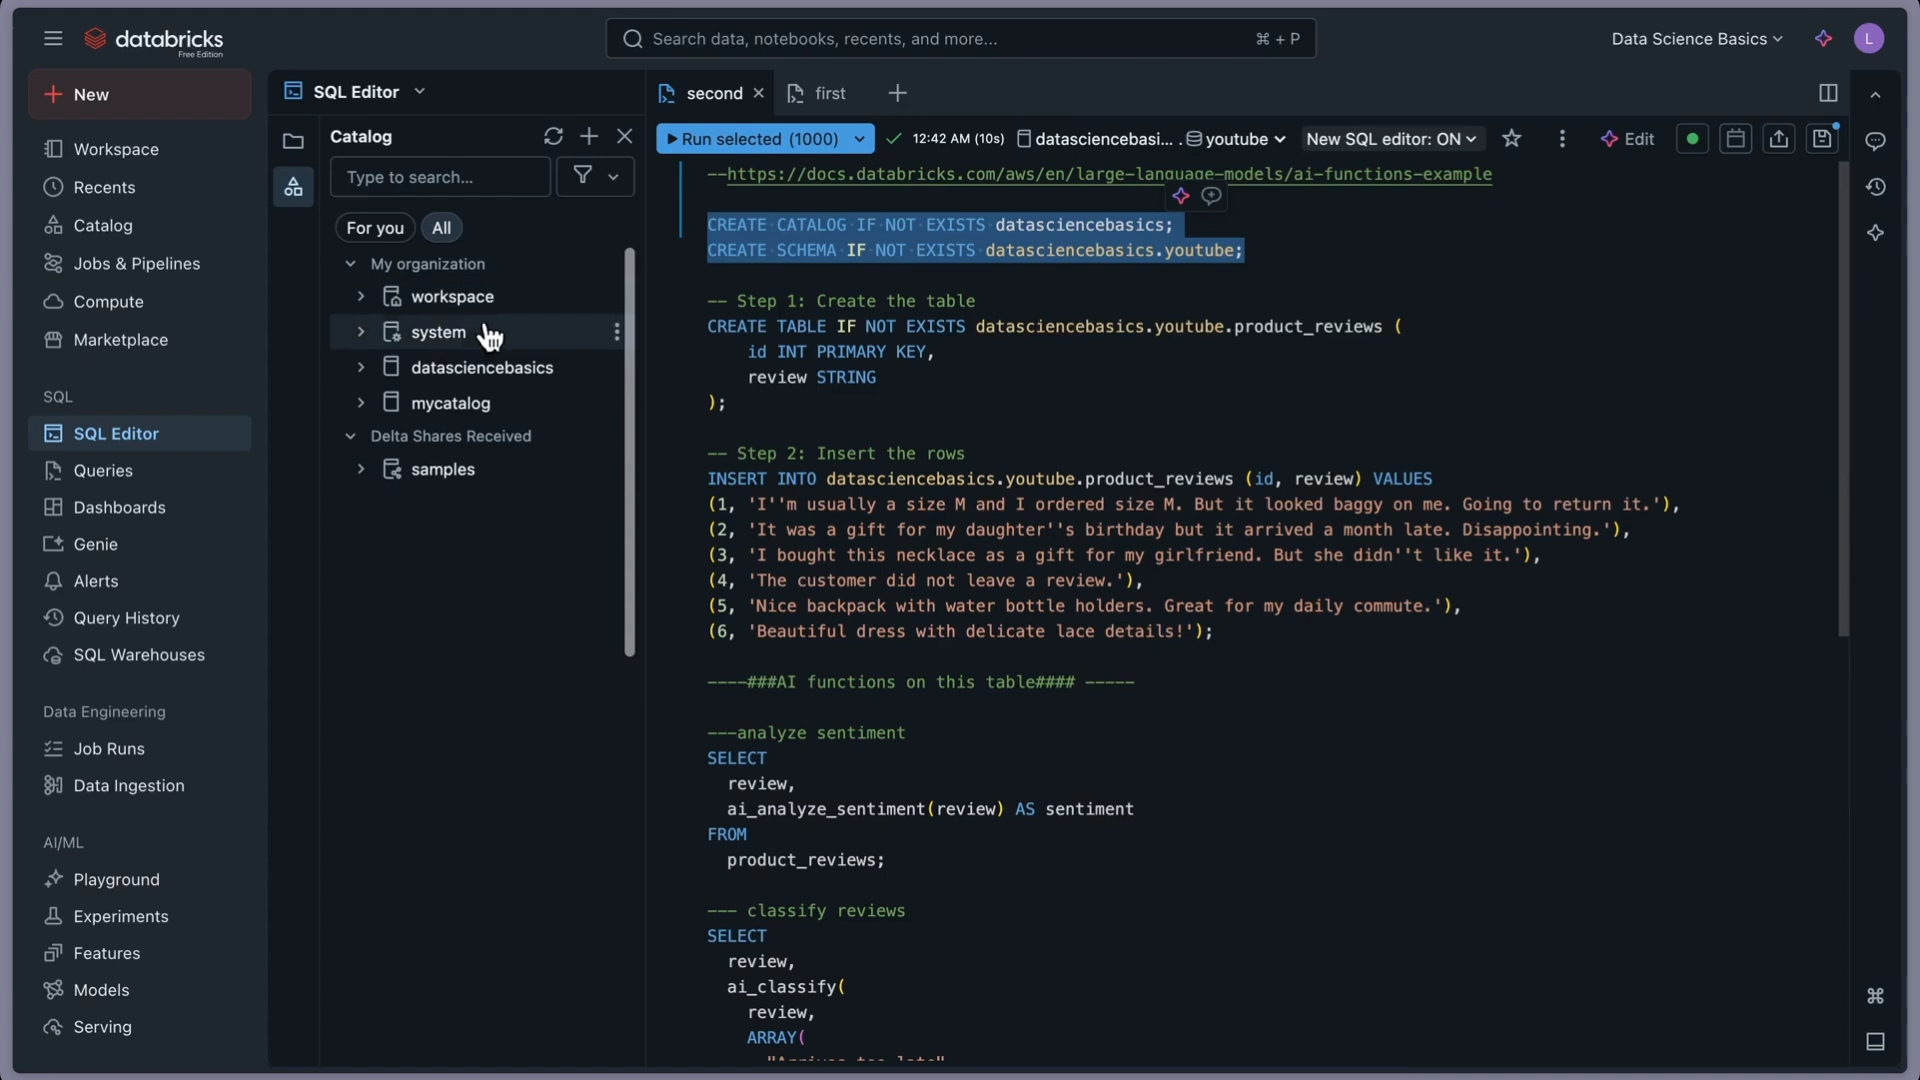 databricks
Free Edition
Search data, notebooks, recents, and more...
⌘ + P
Data Science Basics
L
New
Workspace
Recents
Catalog
Jobs & Pipelines
Compute
Marketplace
SQL
SQL Editor
Queries
Dashboards
Genie
Alerts
Query History
SQL Warehouses
Data Engineering
Job Runs
Data Ingestion
AI/ML
Playground
Experiments
Features
Models
Serving
SQL Editor
Catalog
Type to search...
For you
All
My organization
workspace
system
datasciencebasics
mycatalog
Delta Shares Received
samples
second
first
Run selected (1000)
12:42 AM (10s)
datasciencebasi... . youtube
New SQL editor: ON
Edit
--https://docs.databricks.com/aws/en/large-language-models/ai-functions-example
CREATE CATALOG IF NOT EXISTS datasciencebasics;
CREATE SCHEMA IF NOT EXISTS datasciencebasics.youtube;
-- Step 1: Create the table
CREATE TABLE IF NOT EXISTS datasciencebasics.youtube.product_reviews (
id INT PRIMARY KEY,
review STRING
);
-- Step 2: Insert the rows
INSERT INTO datasciencebasics.youtube.product_reviews (id, review) VALUES
(1, 'I''m usually a size M and I ordered size M. But it looked baggy on me. Going to return it.'),
(2, 'It was a gift for my daughter''s birthday but it arrived a month late. Disappointing.'),
(3, 'I bought this necklace as a gift for my girlfriend. But she didn''t like it.'),
(4, 'The customer did not leave a review.'),
(5, 'Nice backpack with water bottle holders. Great for my daily commute.'),
(6, 'Beautiful dress with delicate lace details!');
----###AI functions on this table#### -----
---analyze sentiment
SELECT
review,
ai_analyze_sentiment(review) AS sentiment
FROM
product_reviews;
--- classify reviews
SELECT
review,
ai_classify(
review,
ARRAY(
"Arrives too late"